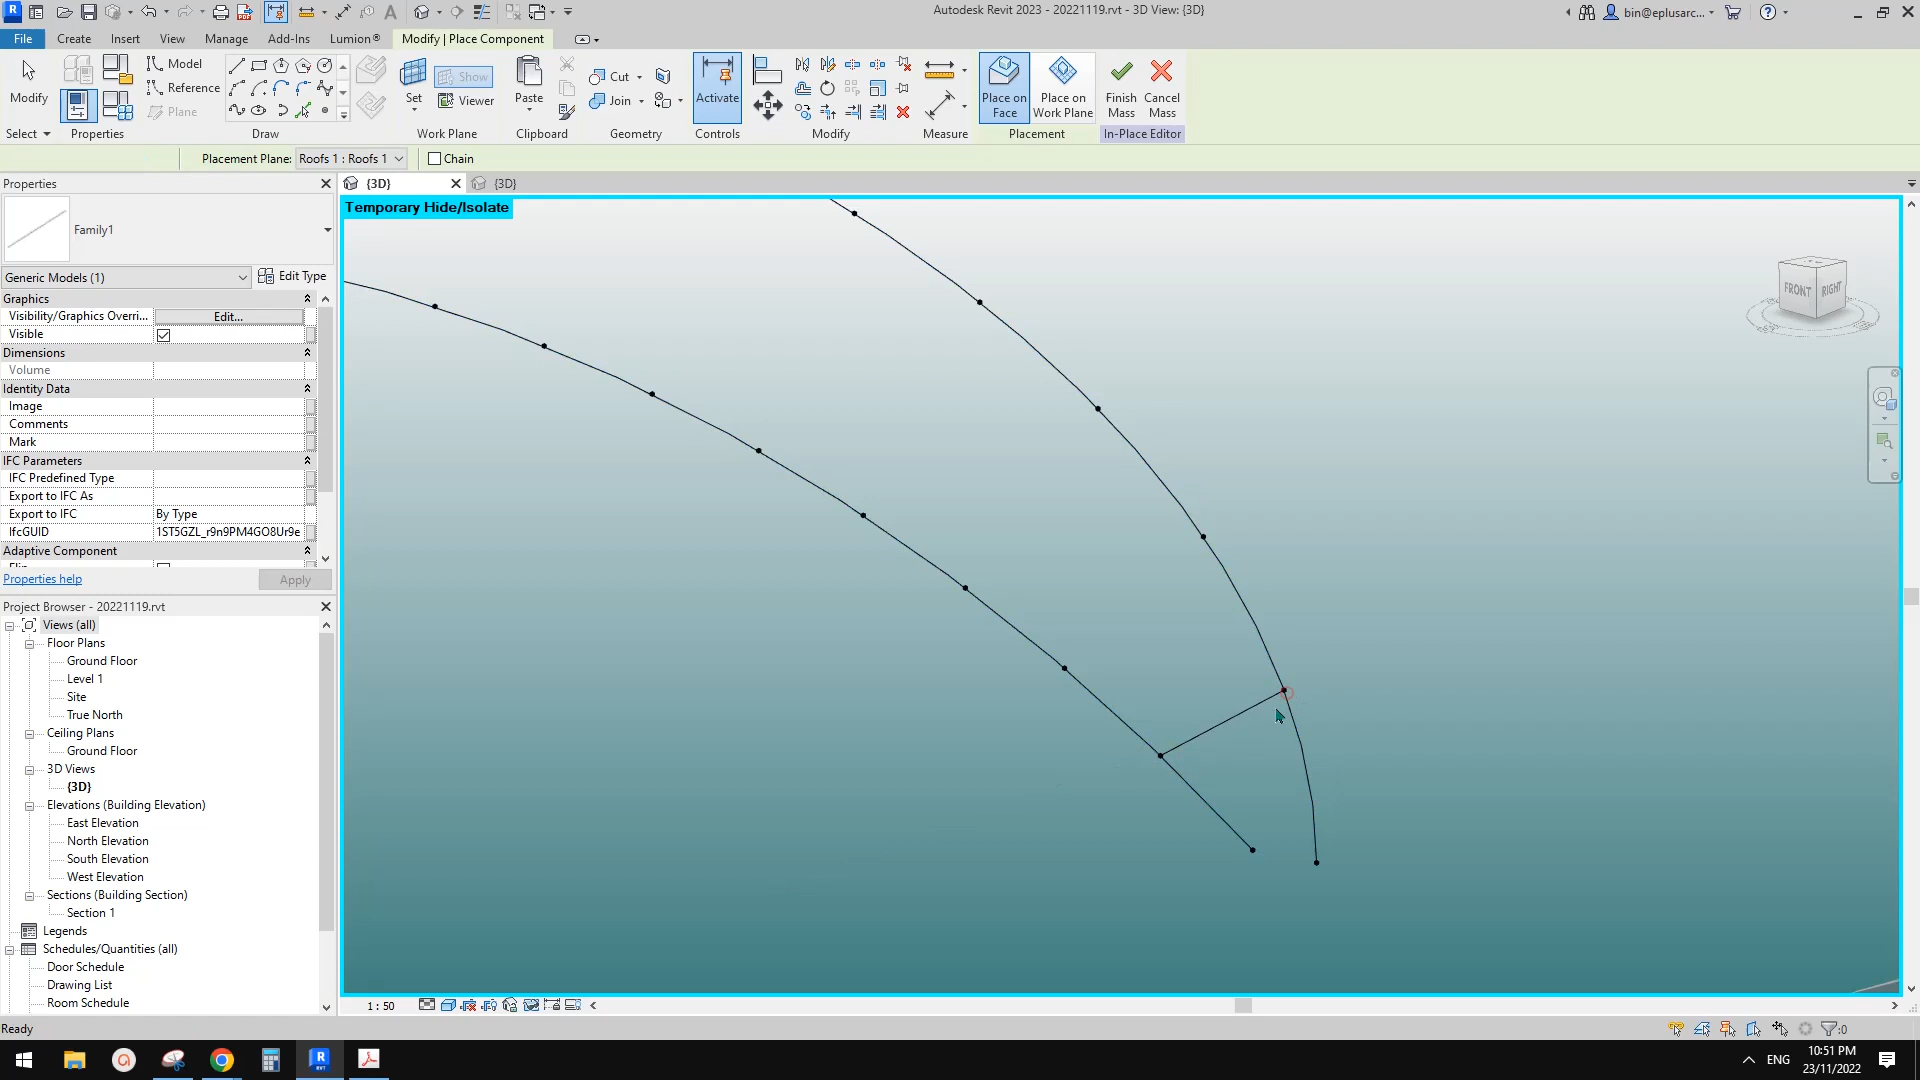 Autodesk Revit 2023 - 20221119.rvt - 3D View: {3D}
bin@eplusarc...
File Create Insert View Manage Add-Ins Lumion® Modify | Place Component
Modify
Select
Properties
Model
Reference
Plane
Draw
Set
Show
Viewer
Work Plane
Paste
Clipboard
Cut
Join
Geometry
Activate
Controls
Modify
Measure
Place on Face
Place on Work Plane
Placement
Finish Mass
Cancel Mass
In-Place Editor
Placement Plane: Roofs 1 : Roofs 1
Chain
Properties
{3D}
{3D}
Temporary Hide/Isolate
Family1
Generic Models (1)
Edit Type
Graphics
Visibility/Graphics Overri... Edit...
Visible
Dimensions
Volume
Identity Data
Image
Comments
Mark
IFC Parameters
IFC Predefined Type
Export to IFC As
Export to IFC By Type
IfcGUID 1ST5GZL_r9n9PM4GO8Ur9e
Adaptive Component
Properties help
Apply
FRONT RIGHT
Project Browser - 20221119.rvt
Views (all)
Floor Plans
Ground Floor
Level 1
Site
True North
Ceiling Plans
Ground Floor
3D Views
{3D}
Elevations (Building Elevation)
East Elevation
North Elevation
South Elevation
West Elevation
Sections (Building Section)
Section 1
Legends
Schedules/Quantities (all)
Door Schedule
Drawing List
Room Schedule
1 : 50
Ready
:0
ENG
10:51 PM
23/11/2022